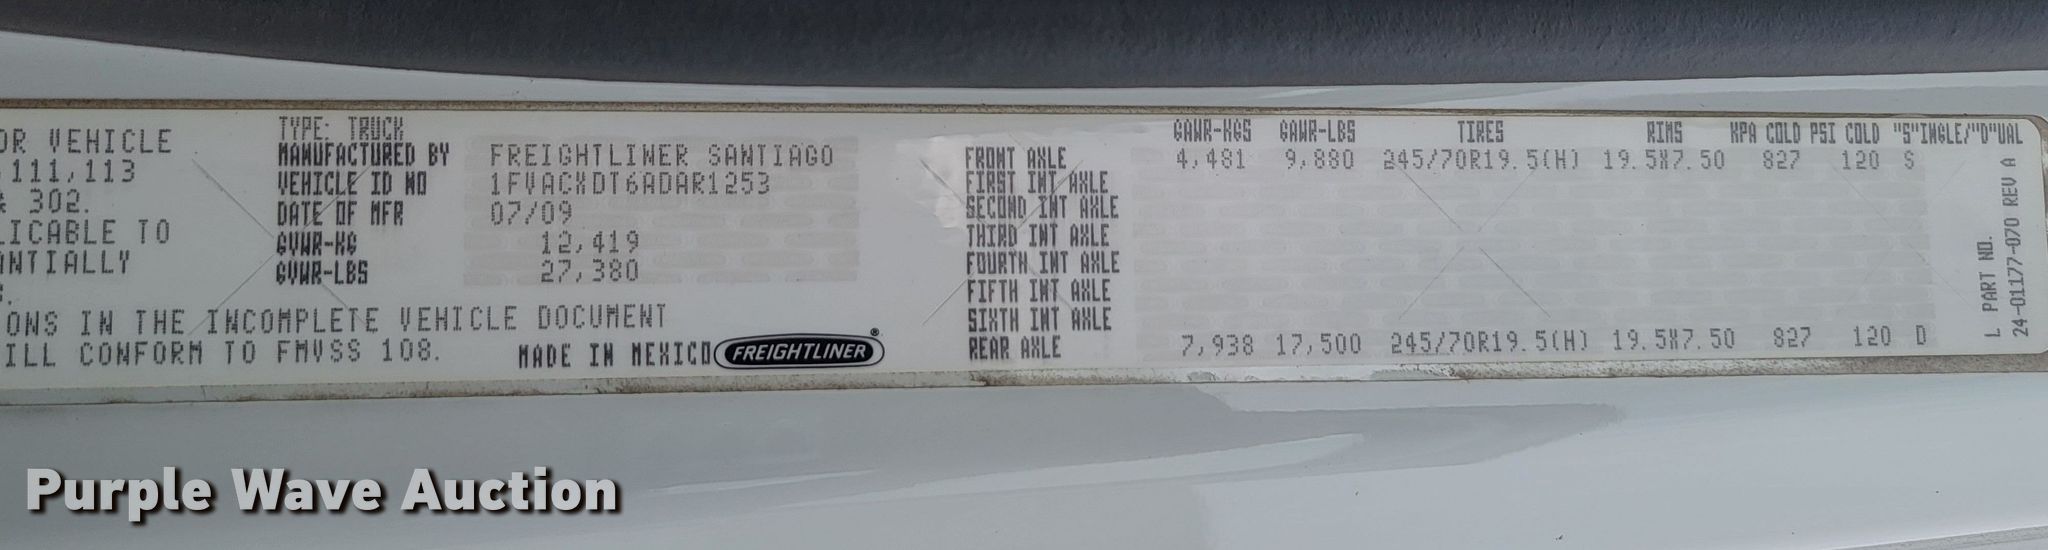 OR VEHICLE
111,113
302.
LICABLE TO
ANTIALLY
ONS IN THE INCOMPLETE VEHICLE DOCUMENT
ILL CONFORM TO FMVSS 108.
TYPE: TRUCK
MANUFACTURED BY FREIGHTLINER SANTIAGO
VEHICLE ID NO 1FVACXDT6ADAR1253
DATE OF MFR 07/09
GVWR-KG 12,419
GVWR-LBS 27,380
MADE IN MEXICO FREIGHTLINER®
GAWR-KGS GAWR-LBS TIRES RIMS KPA COLD PSI COLD "S"INGLE/"D"UAL
FRONT AXLE 4,481 9,880 245/70R19.5(H) 19.5X7.50 827 120 S
FIRST INT AXLE
SECOND INT AXLE
THIRD INT AXLE
FOURTH INT AXLE
FIFTH INT AXLE
SIXTH INT AXLE
REAR AXLE 7,938 17,500 245/70R19.5(H) 19.5X7.50 827 120 D
L PART NO.
24-01177-070 REV A
Purple Wave Auction